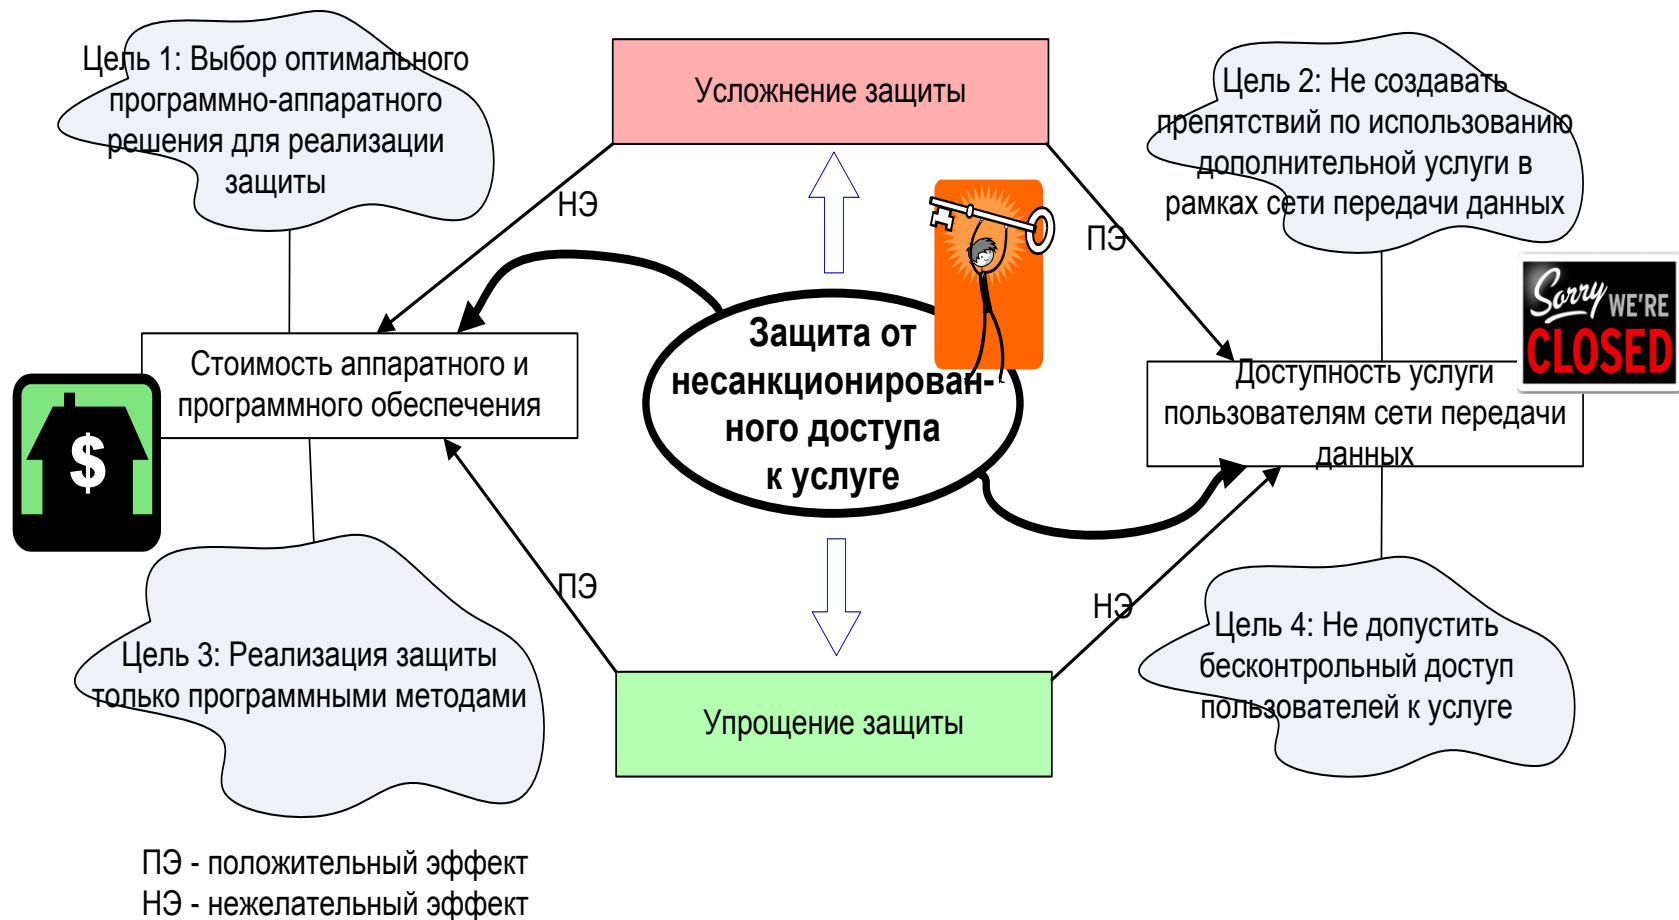 Цель 1: Выбор оптимального
программно-аппаратного
решения для реализации
защиты
Усложнение защиты
Цель 2: Не создавать
препятствий по использованию
дополнительной услуги в
рамках сети передачи данных
НЭ
ПЭ
Sorry WE'RE
CLOSED
Стоимость аппаратного и
программного обеспечения
$
Защита от
несанкционирован-
ного доступа
к услуге
Доступность услуги
пользователям сети передачи
данных
ПЭ
НЭ
Цель 3: Реализация защиты
только программными методами
Упрощение защиты
Цель 4: Не допустить
бесконтрольный доступ
пользователей к услуге
ПЭ - положительный эффект
НЭ - нежелательный эффект